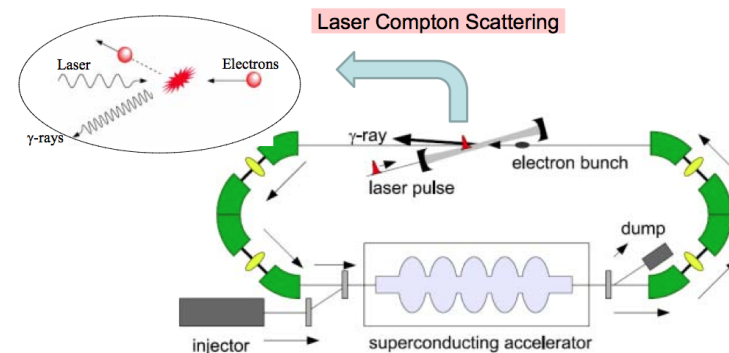 Laser Compton Scattering
Laser
Electrons
γ-rays
γ-ray
electron bunch
laser pulse
dump
injector
superconducting accelerator